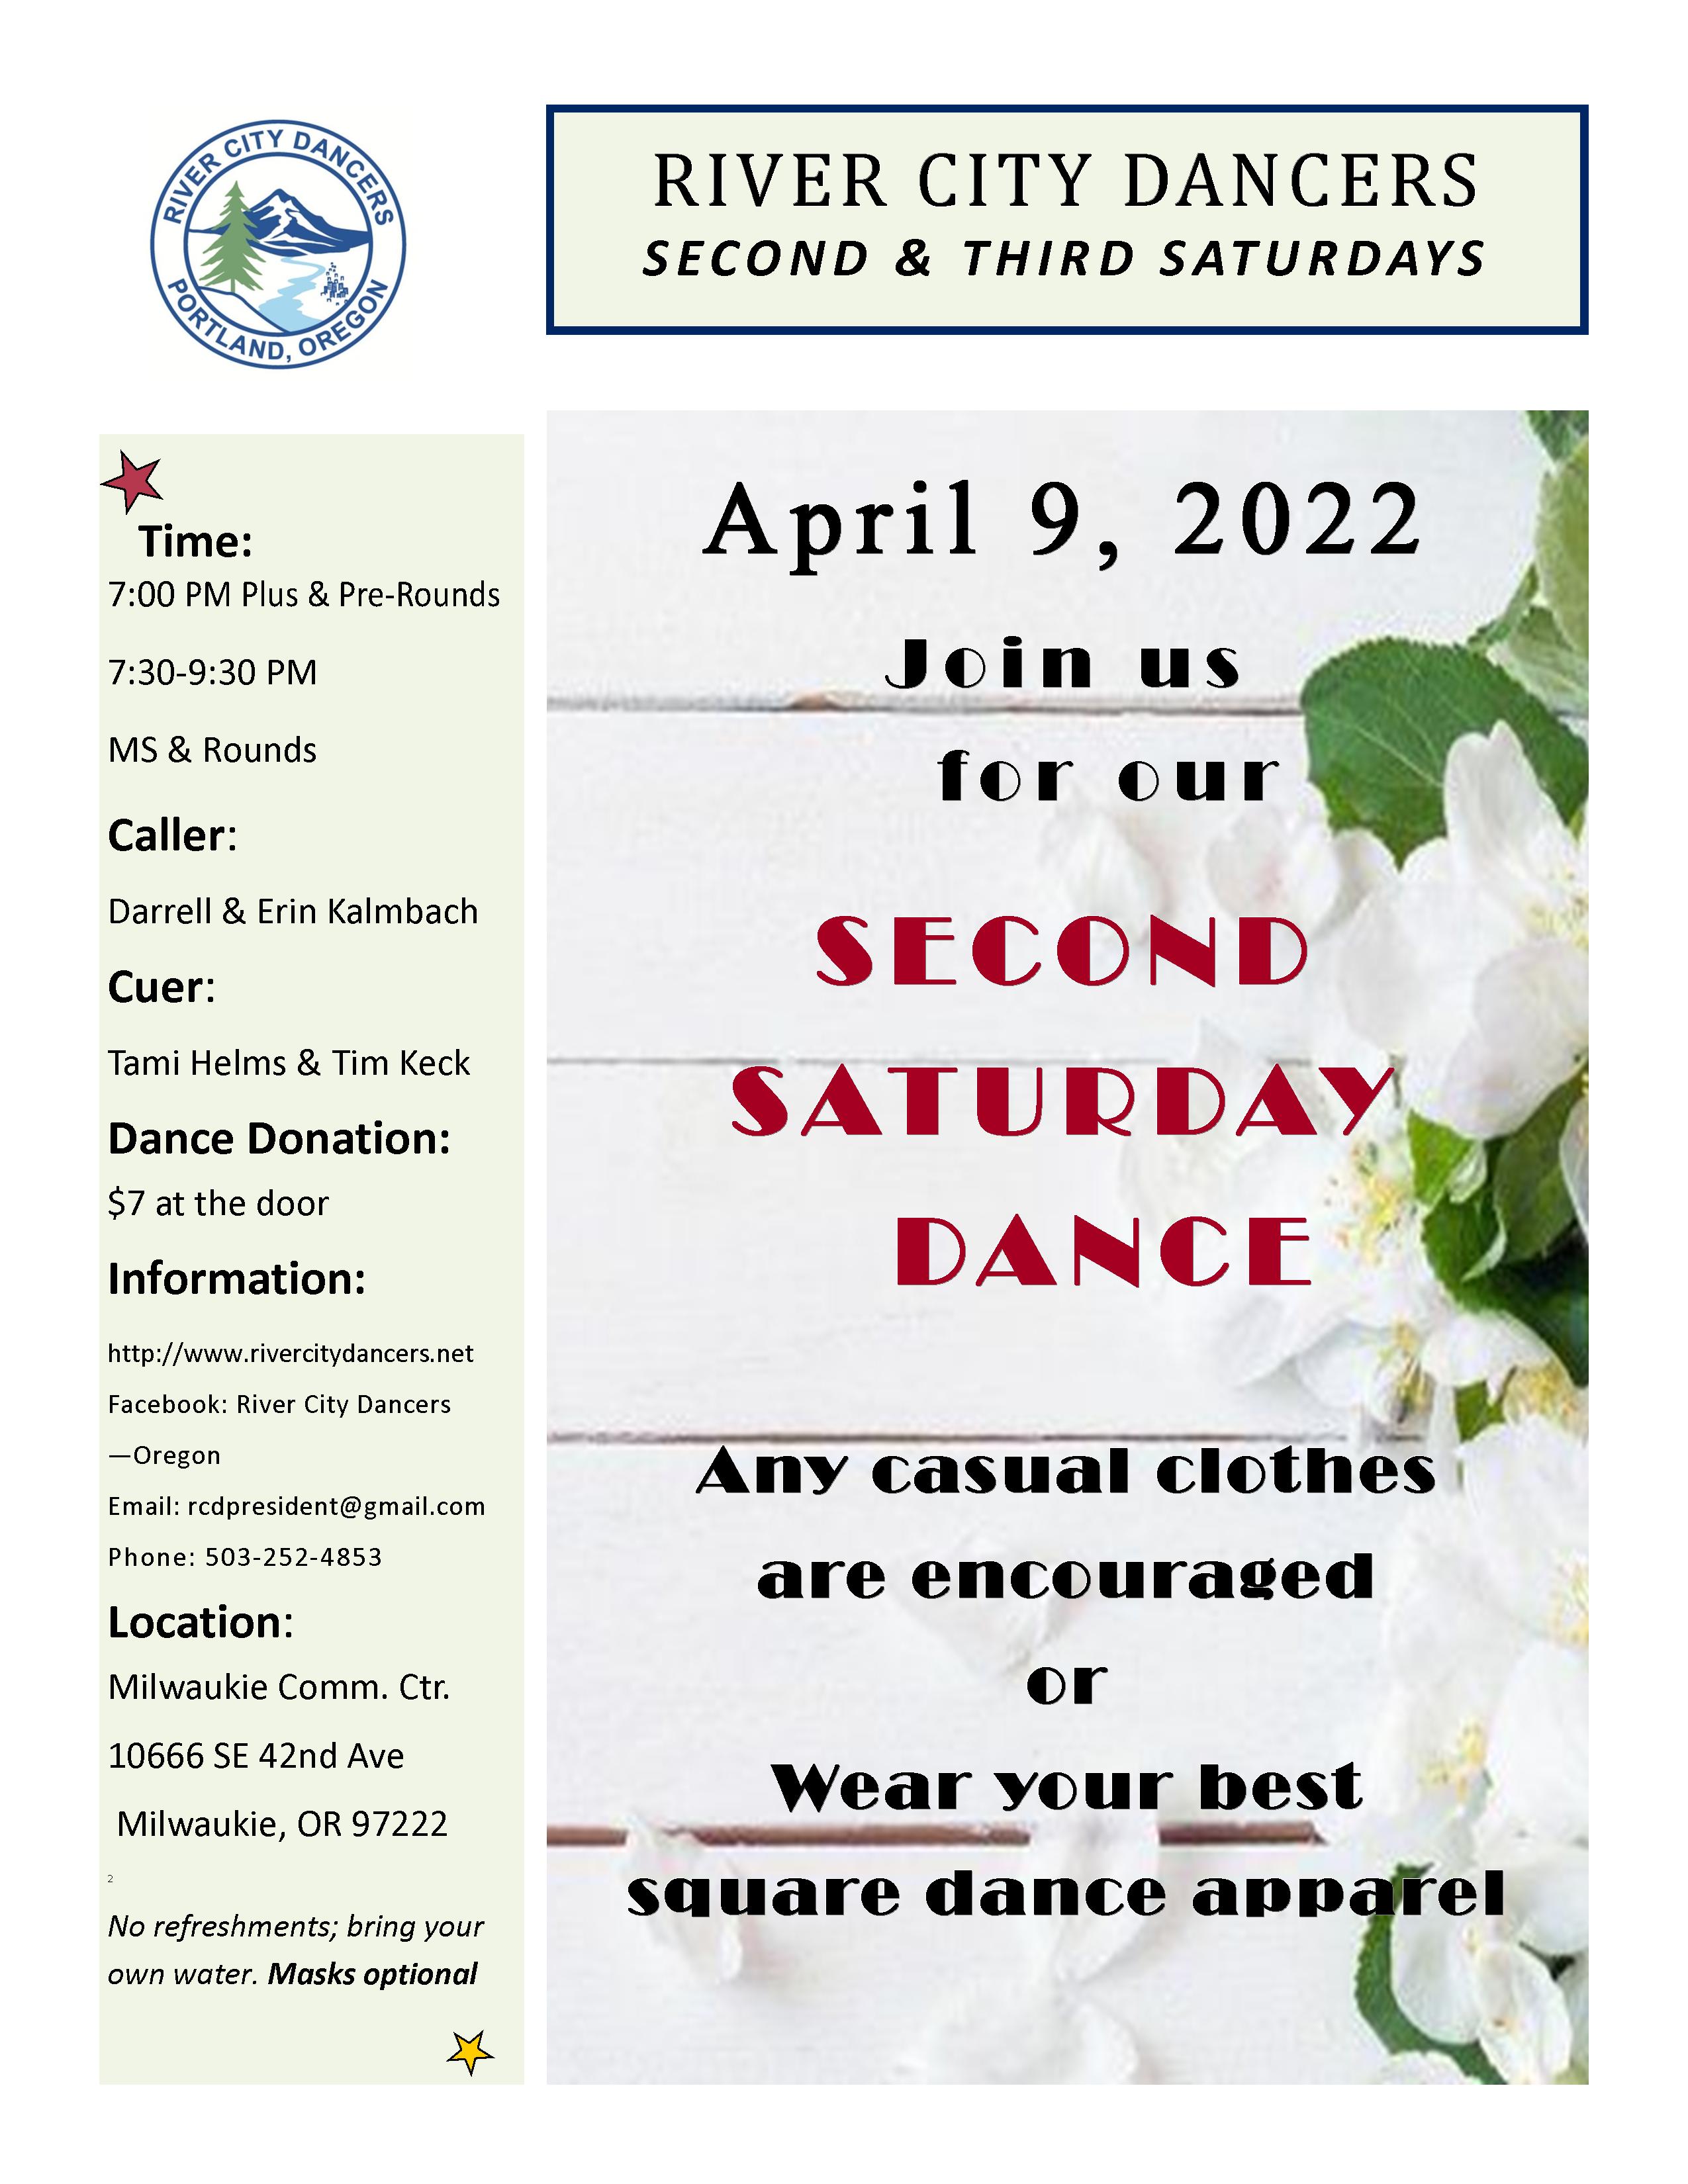 RIVER CITY DANCERS
PORTLAND, OREGON
RIVER CITY DANCERS
SECOND & THIRD SATURDAYS
Time:
7:00 PM Plus & Pre-Rounds
7:30-9:30 PM
MS & Rounds
Caller:
Darrell & Erin Kalmbach
Cuer:
Tami Helms & Tim Keck
Dance Donation:
$7 at the door
Information:
http://www.rivercitydancers.net
Facebook: River City Dancers
—Oregon
Email: rcdpresident@gmail.com
Phone: 503-252-4853
Location:
Milwaukie Comm. Ctr.
10666 SE 42nd Ave
Milwaukie, OR 97222
2
No refreshments; bring your
own water. Masks optional
April 9, 2022
Join us
for our
SECOND
SATURDAY
DANCE
Any casual clothes
are encouraged
or
Wear your best
square dance apparel